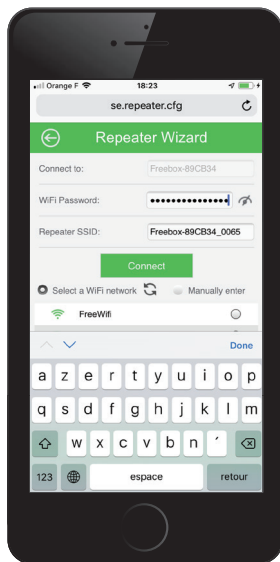 Orange F 18:23
se.repeater.cfg
Repeater Wizard
Connect to: Freebox-89CB34
WiFi Password: •••••••••••••••
Repeater SSID: Freebox-89CB34_0065
Connect
Select a WiFi network Manually enter
FreeWifi
Done
a z e r t y u i o p
q s d f g h j k l m
w x c v b n ´
123 espace retour